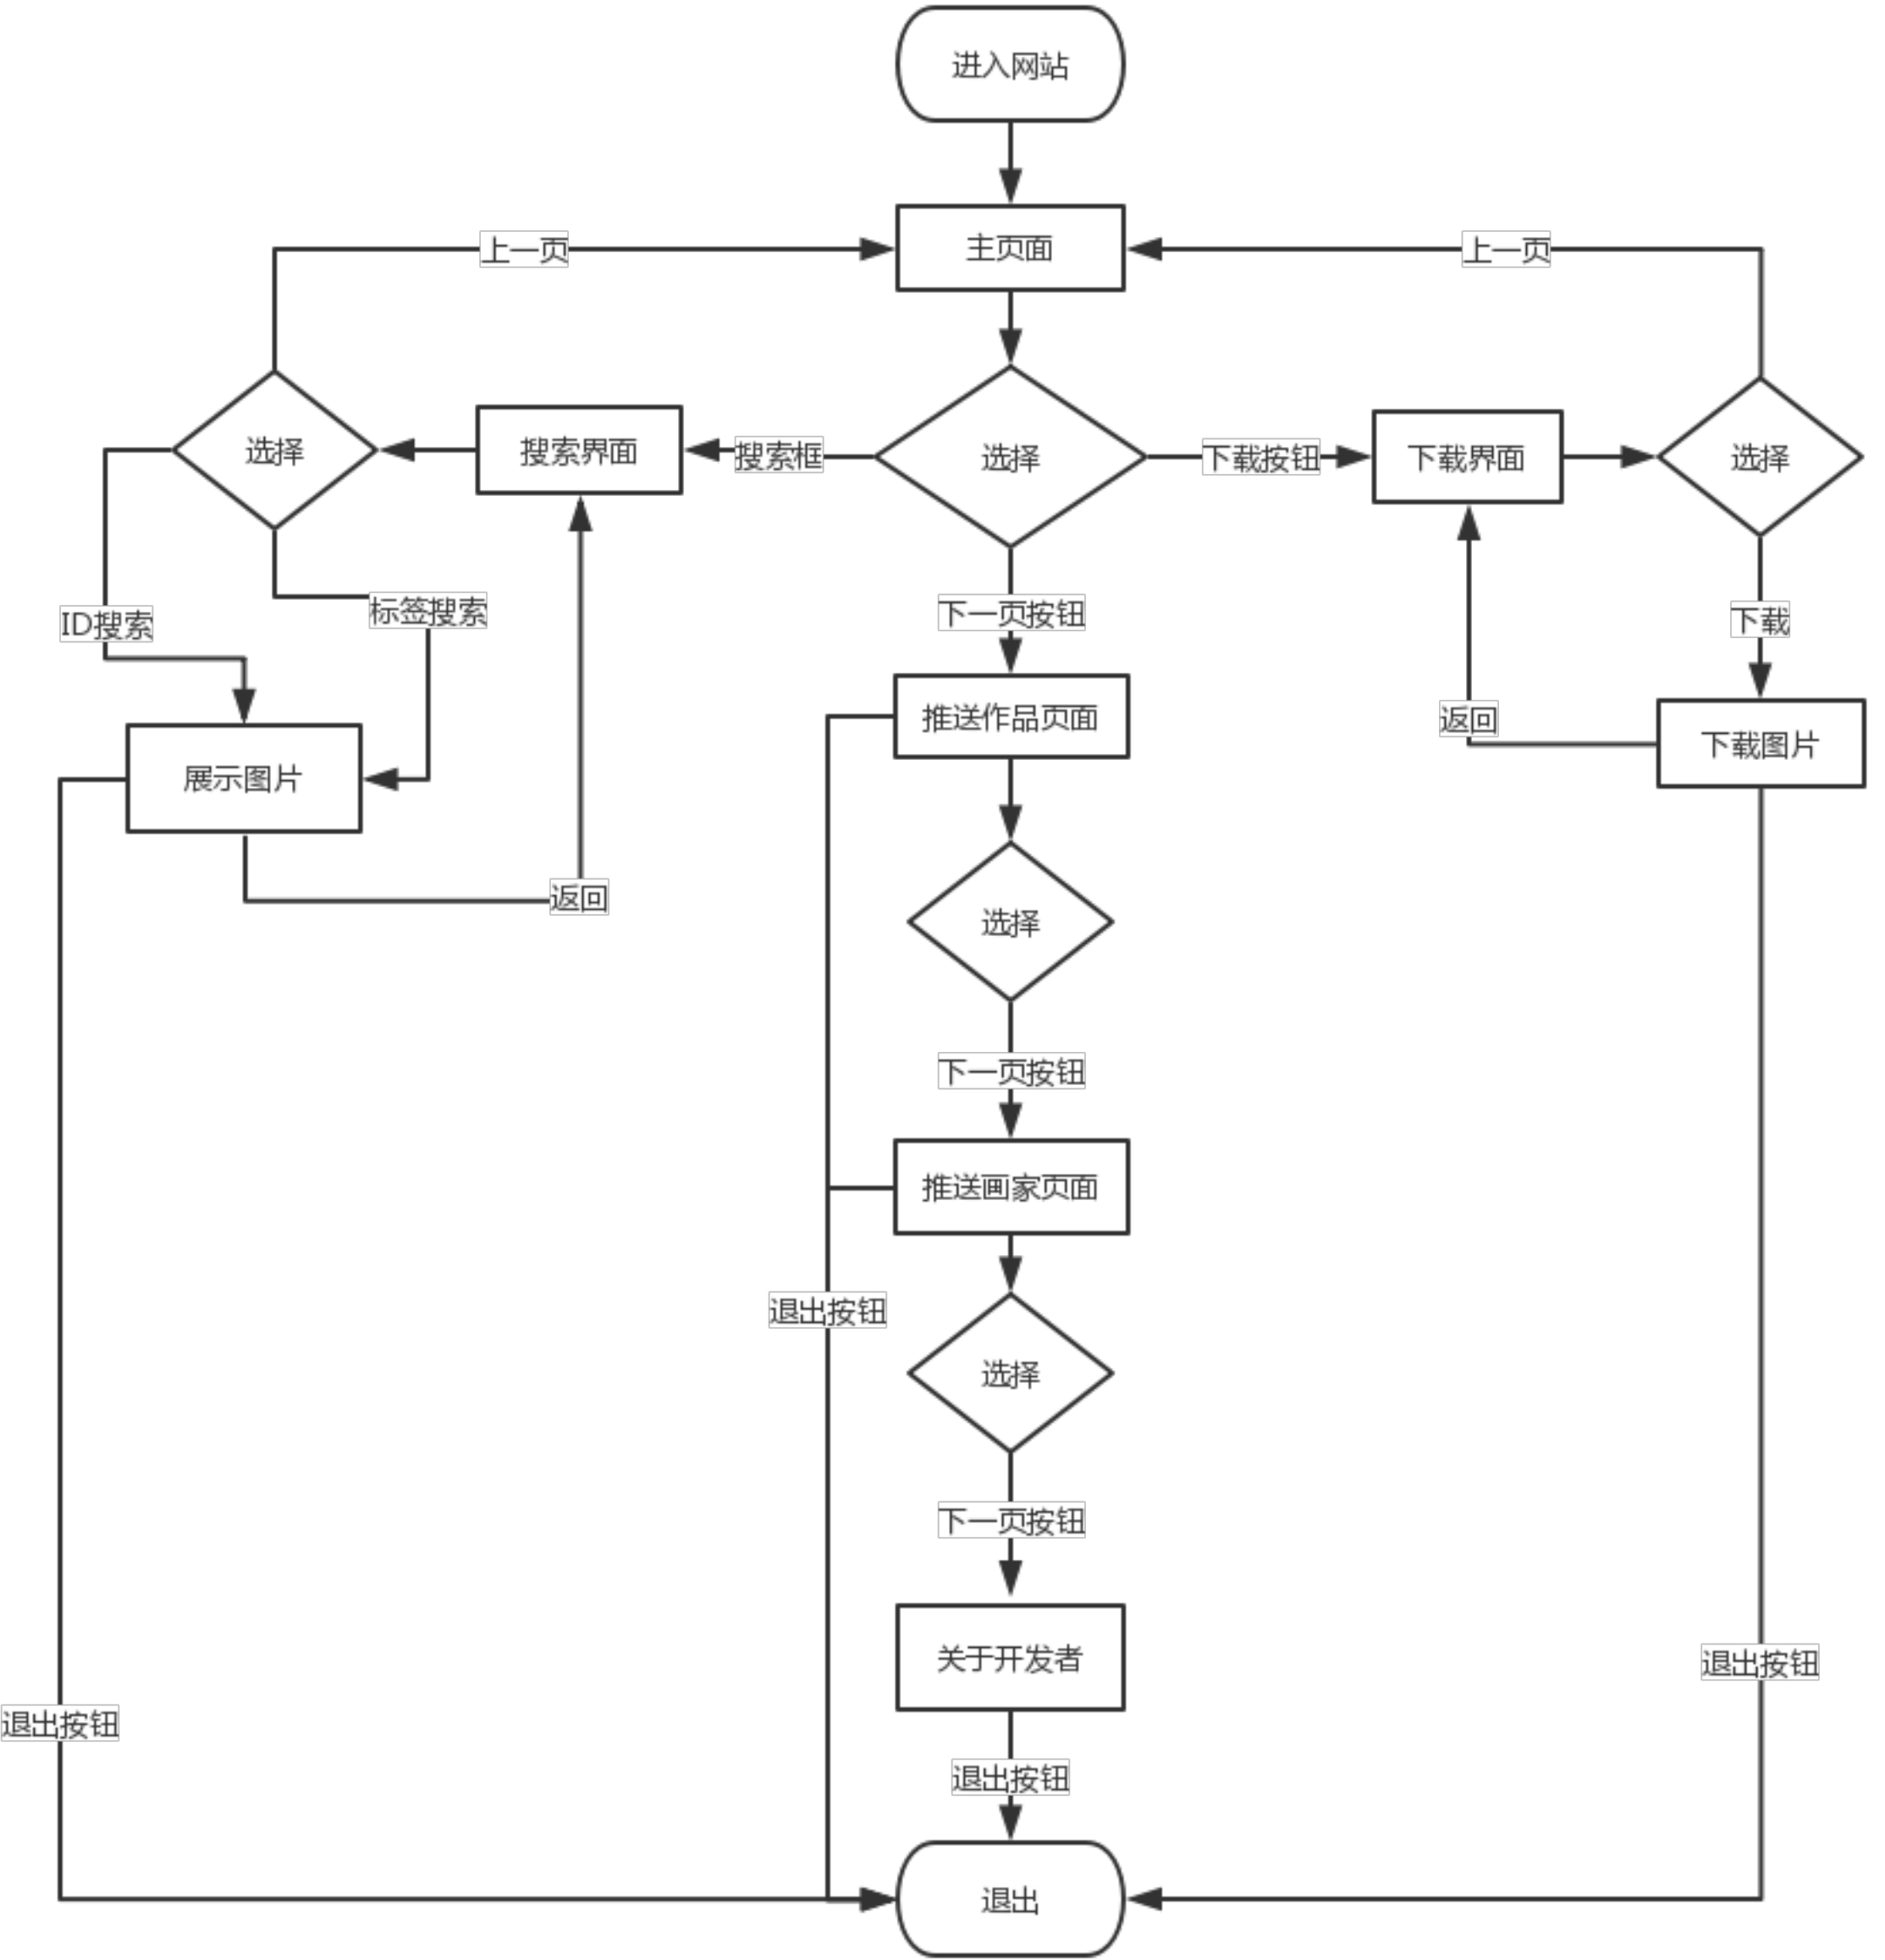 进入网站
主页面
上一页
上一页
选择
搜索界面
搜索框
选择
下载按钮
下载界面
选择
ID搜索
标签搜索
下一页按钮
下载
返回
推送作品页面
下载图片
展示图片
返回
选择
下一页按钮
推送画家页面
退出按钮
选择
下一页按钮
关于开发者
退出按钮
退出按钮
退出按钮
退出